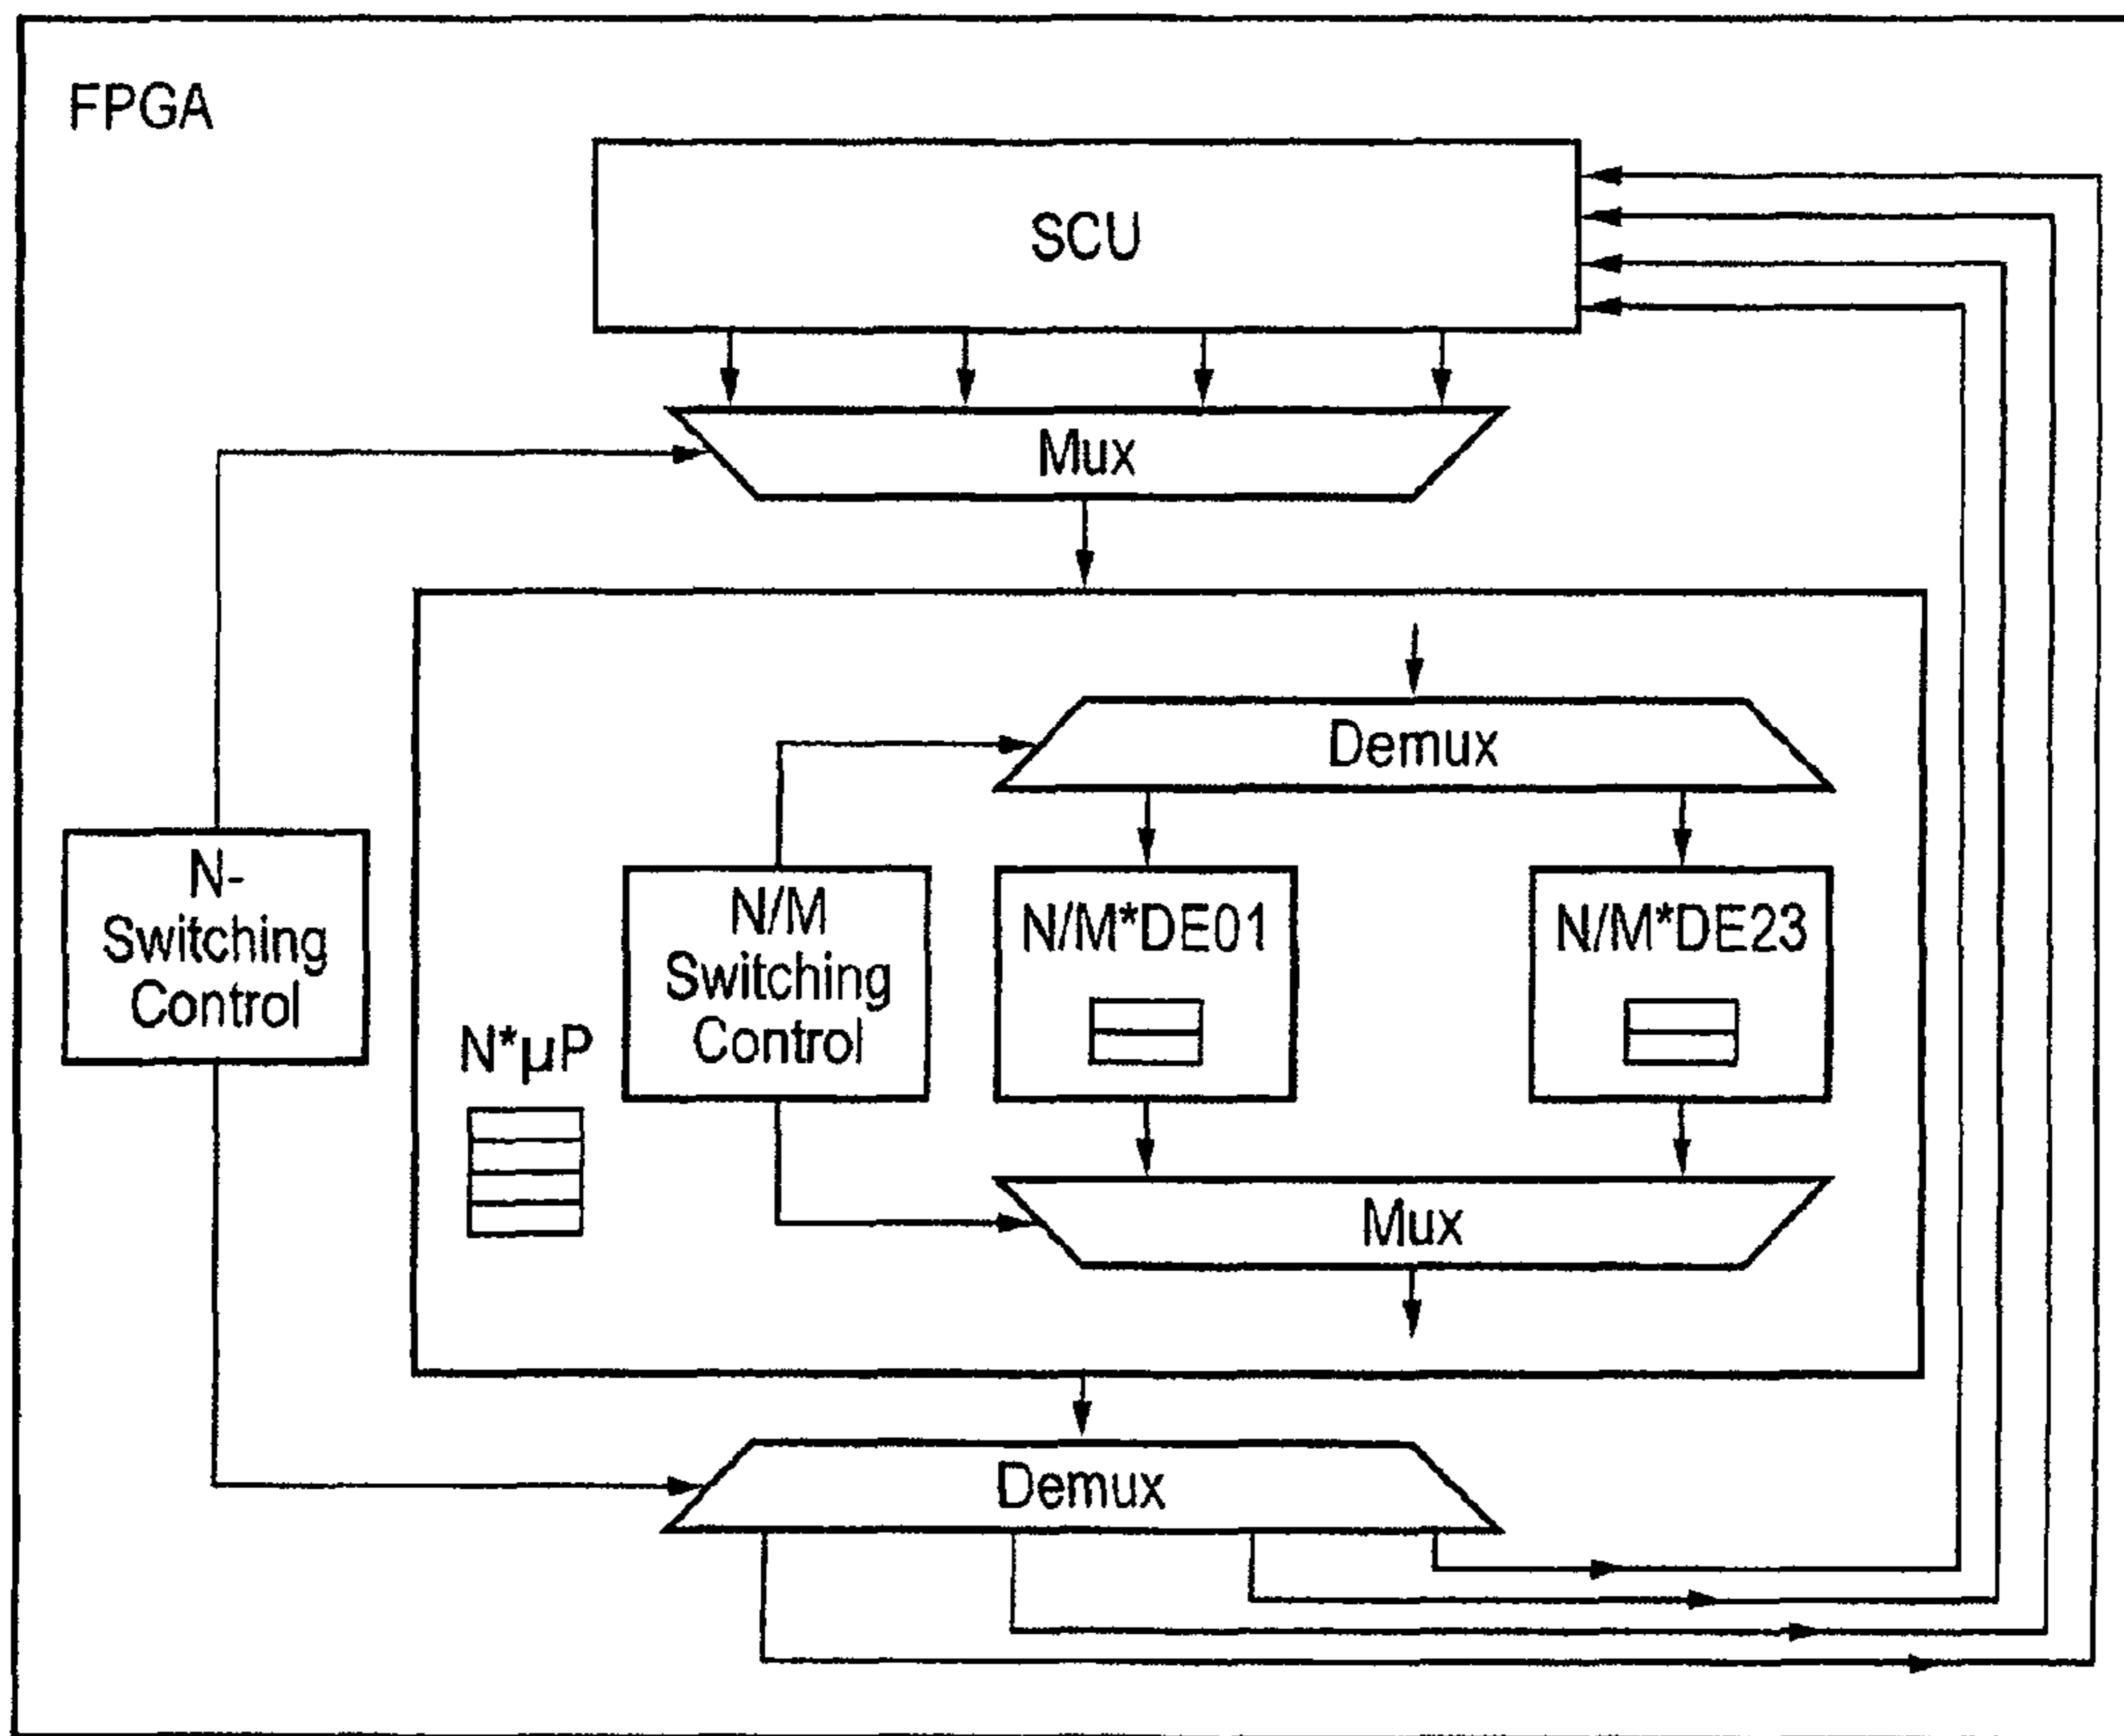 FPGA
SCU
Mux
Demux
N-
Switching
Control
N/M
Switching
Control
N/M*DE01
N/M*DE23
N*µP
Mux
Demux